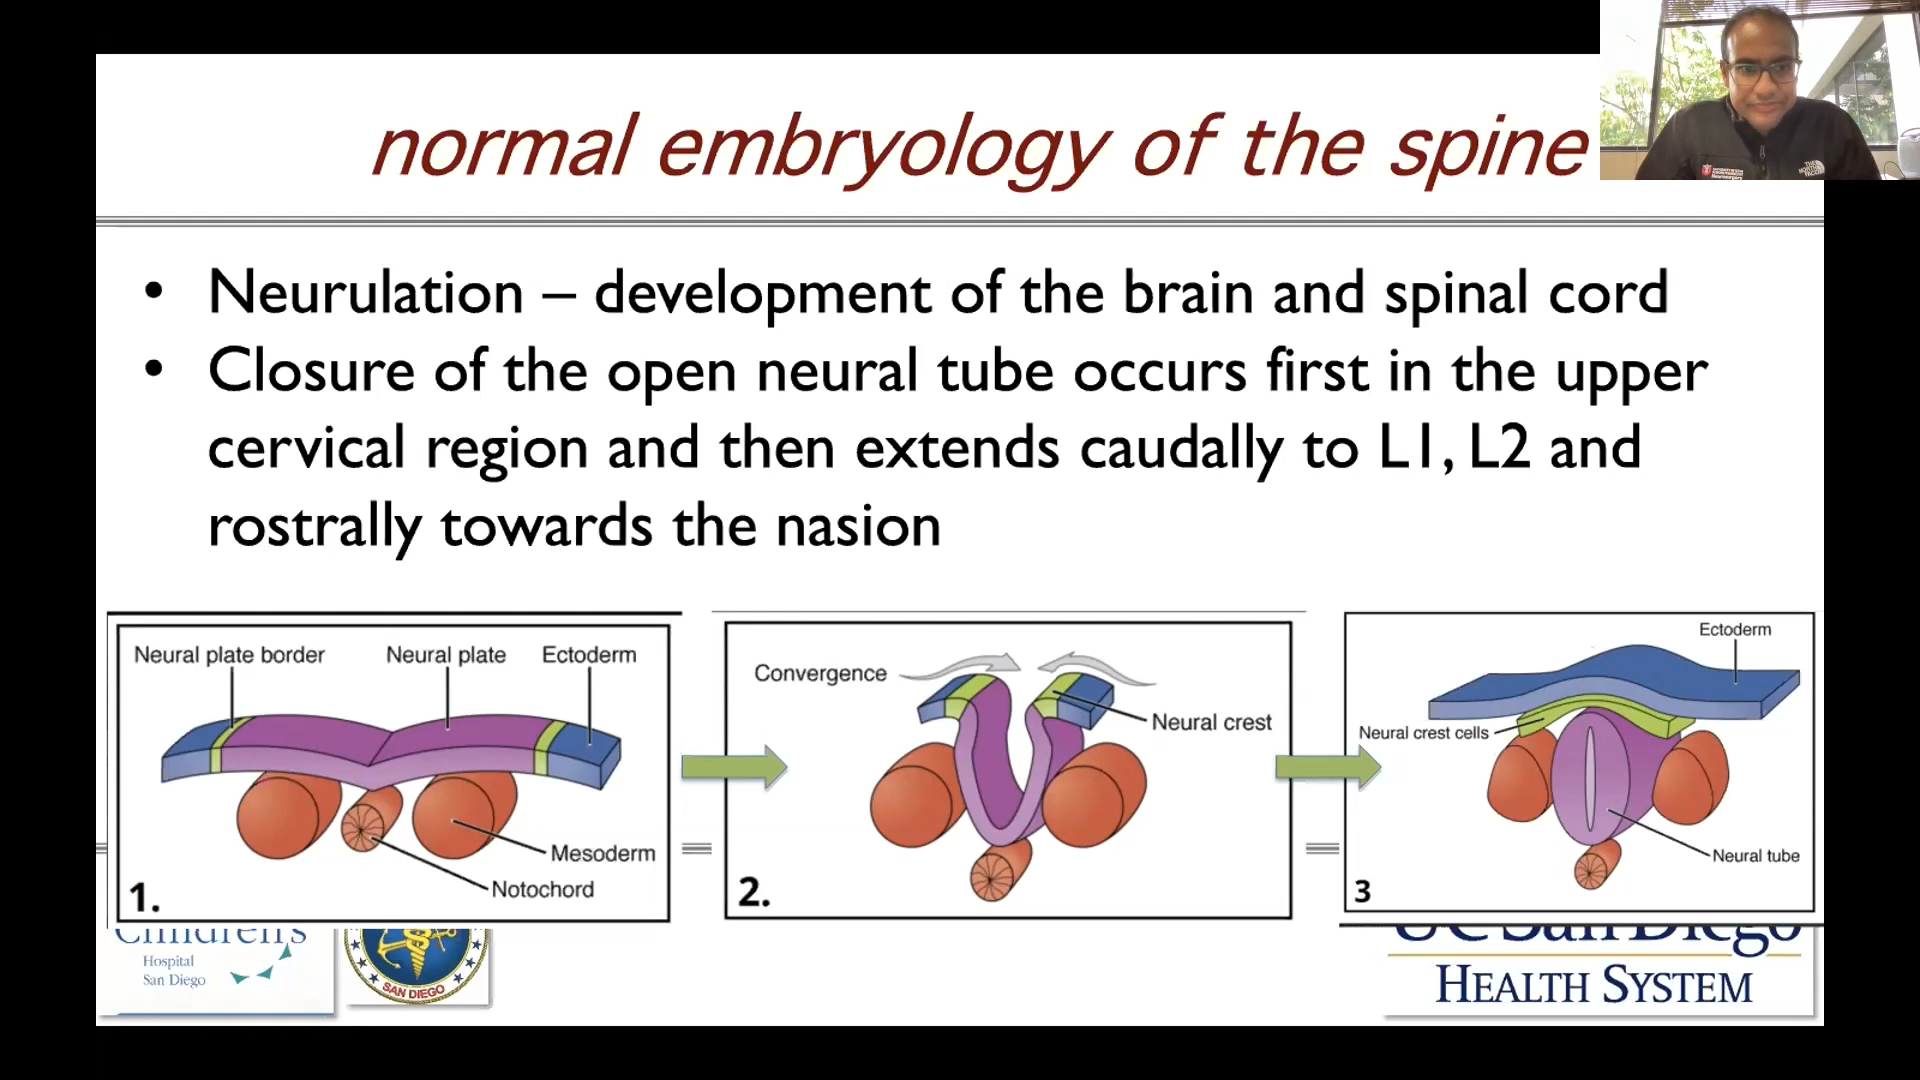 normal embryology of the spine
• Neurulation – development of the brain and spinal cord
• Closure of the open neural tube occurs first in the upper
cervical region and then extends caudally to L1, L2 and
rostrally towards the nasion
Neural plate border
Neural plate
Ectoderm
Mesoderm
Notochord
1.
Convergence
Neural crest
2.
Ectoderm
Neural crest cells
Neural tube
3
Children's
Hospital
San Diego
SAN DIEGO
UC San Diego
HEALTH SYSTEM
THE
NORTH
FACE